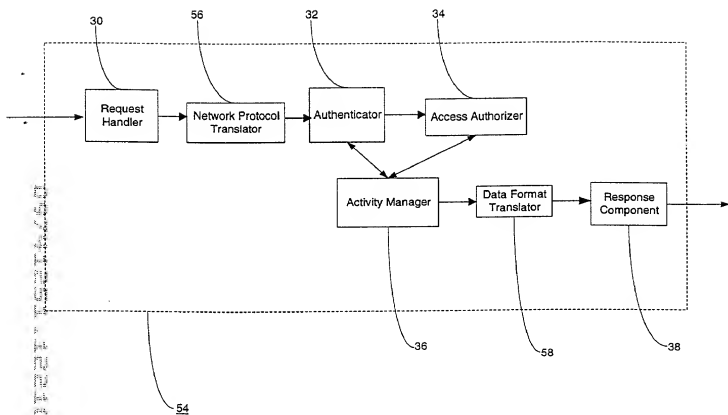 30
56
32
34
Request
Handler
Network Protocol
Translator
Authenticator
Access Authorizer
Activity Manager
Data Format
Translator
Response
Component
36
58
38
54